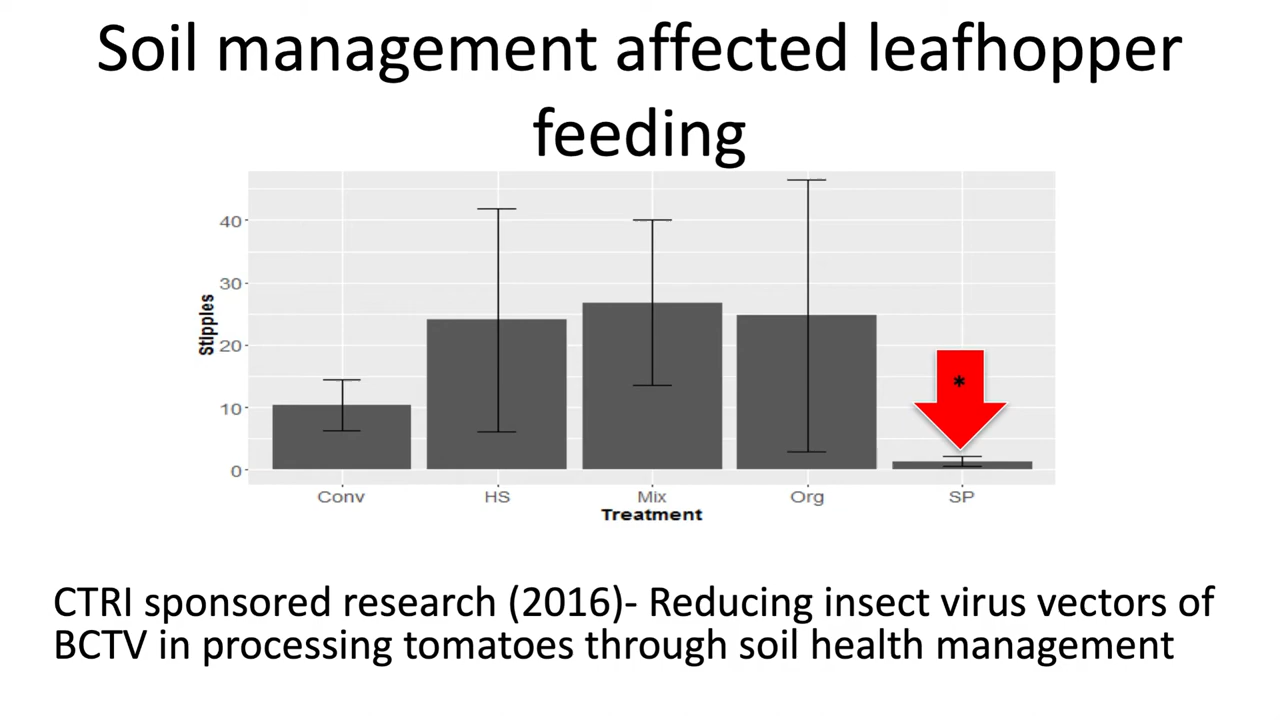 Soil management affected leafhopper
feeding
40
30
20
10
0
Stipples
*
Conv HS Mix Org SP
Treatment
CTRI sponsored research (2016)- Reducing insect virus vectors of
BCTV in processing tomatoes through soil health management